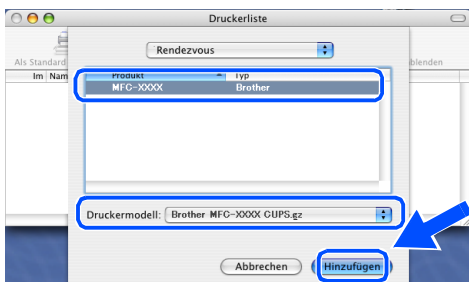 Druckerliste
Rendezvous
Als Standard
blenden
Im Nam
Produkt Typ
MFC-XXXX Brother
Druckermodell: Brother MFC-XXXX CUPS.gz
Abbrechen Hinzufügen